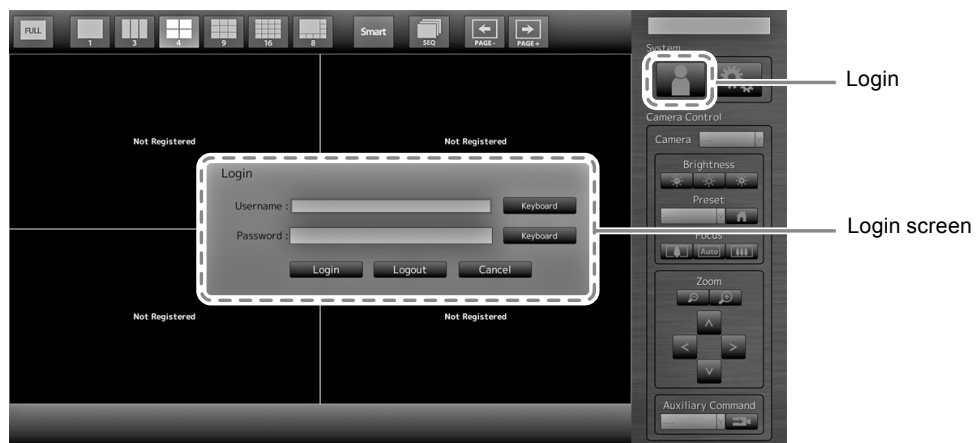 FULL
1
3
4
9
16
8
Smart
SEQ
PAGE-
PAGE+
System
Login
Camera Control
Camera
Not Registered
Not Registered
Brightness
Login
Username :
Keyboard
Preset
Password :
Keyboard
Login screen
Focus
Auto
Login
Logout
Cancel
Zoom
Not Registered
Not Registered
Auxiliary Command